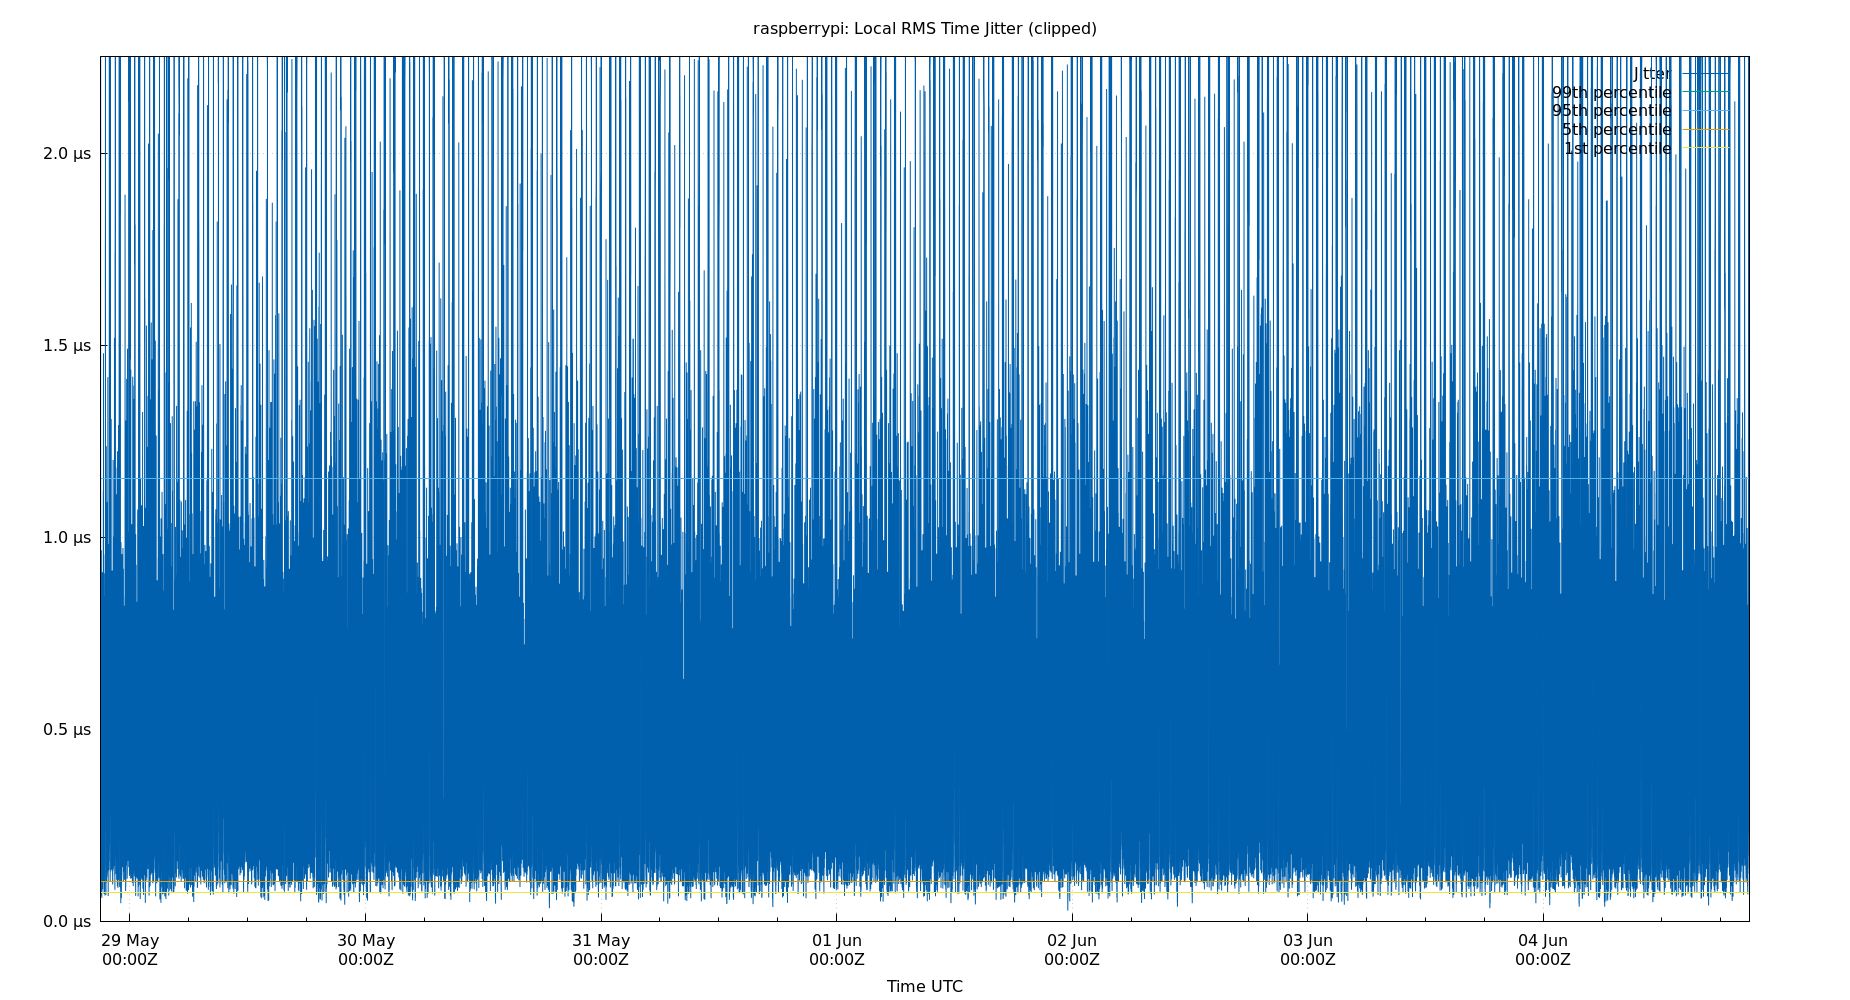 raspberrypi: Local RMS Time Jitter (clipped)
Jitter
99th percentile
95th percentile
5th percentile
1st percentile
2.0 µs
1.5 µs
1.0 µs
0.5 µs
0.0 µs
29 May 30 May 31 May 01 Jun 02 Jun 03 Jun 04 Jun
00:00Z 00:00Z 00:00Z 00:00Z 00:00Z 00:00Z 00:00Z
Time UTC